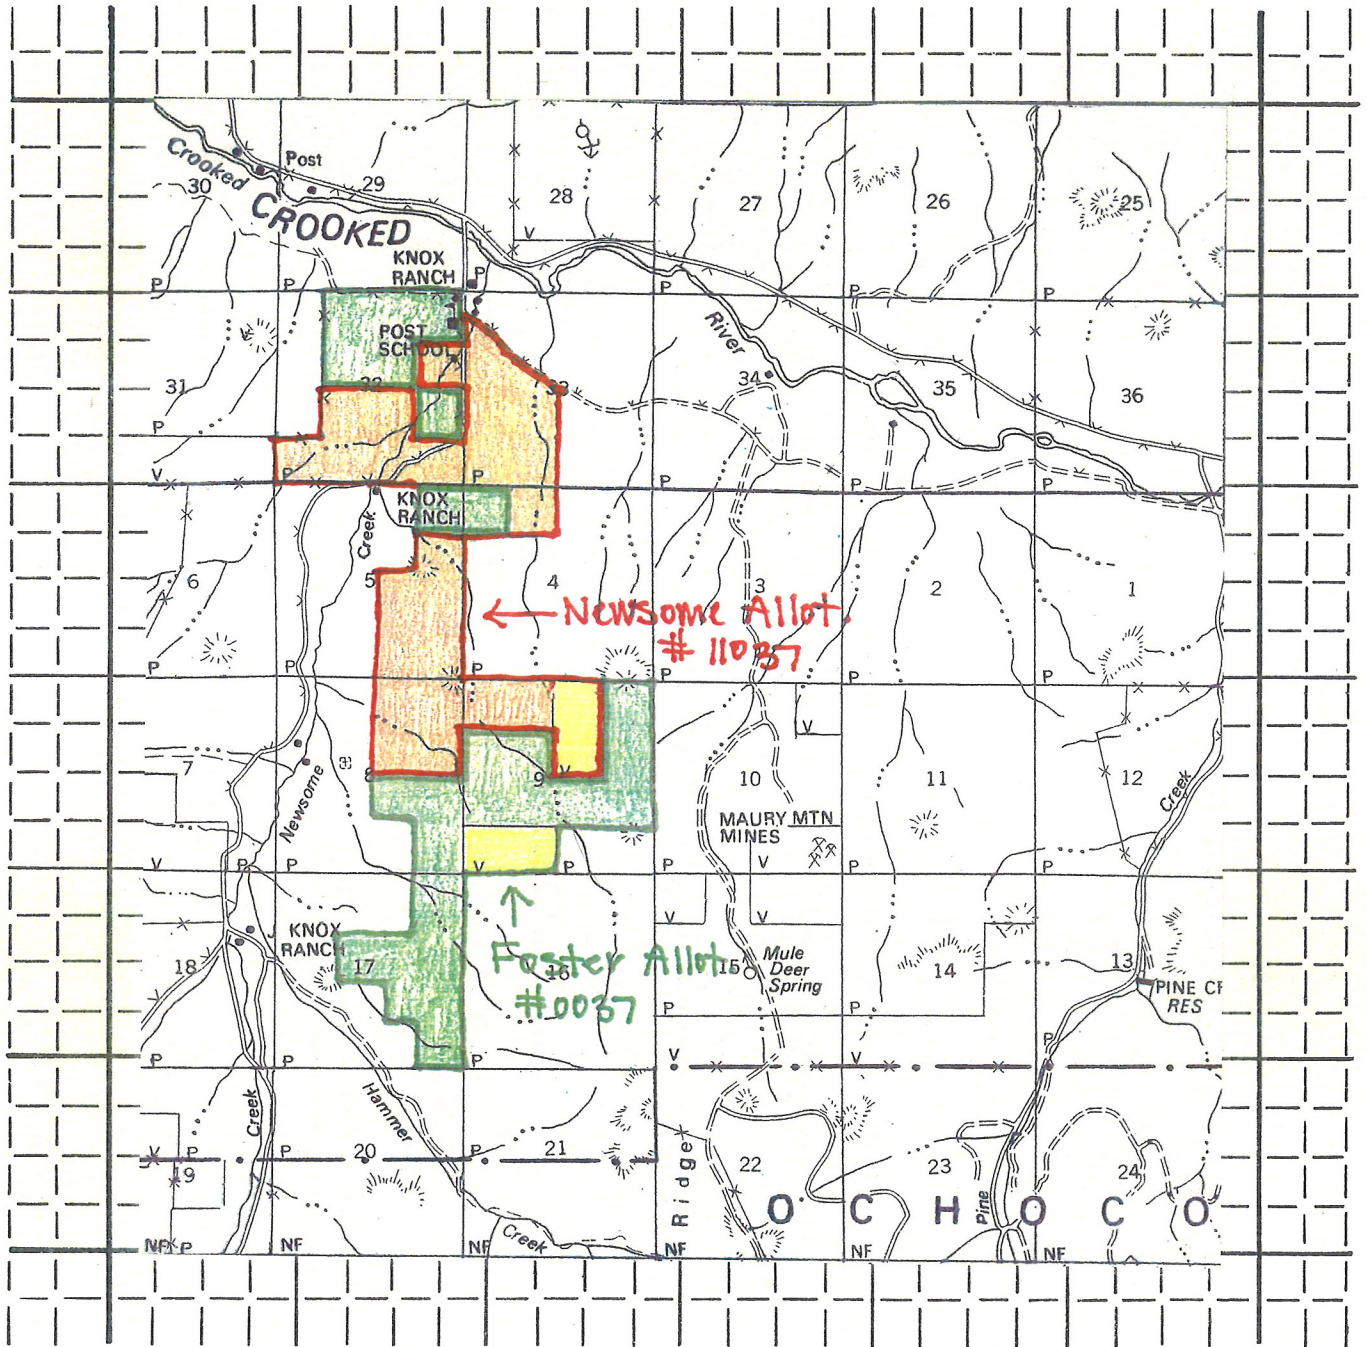 Crooked
Post
30
29
28
27
26
25
CROOKED
V
KNOX
RANCH
P
P
P
P
P
P
P
POST
SCHOOL
River
31
32
33
34
35
36
P
V
P
P
P
P
P
KNOX
RANCH
Creek
6
5
4
3
2
1
← Newsome Allot.
# 11037
P
P
P
P
P
P
V
7
8
9
V
10
11
12
Newsome
MAURY MTN
MINES
Creek
V
P
P
V
P
P
V
P
P
V
V
KNOX
RANCH
J
18
17
16
15
14
13
Foster Allot.
#0037
Mule
Deer
Spring
PINE CR
RES
P
P
P
P
P
P
P
V
V
Creek
Hammer
V
P
P
P
19
20
21
22
23
24
Ridge
Pine
OCHOCO
NF
P
NF
NF
Creek
NF
NF
NF